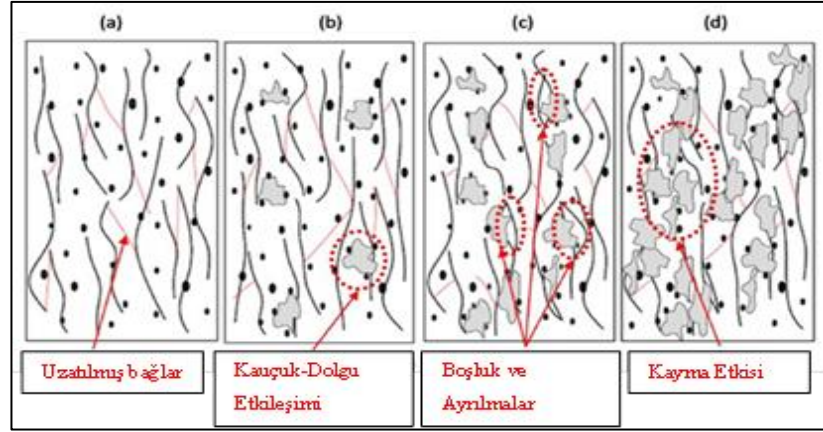 (a)
(b)
(c)
(d)
Uzatılmış bağlar
Kauçuk-Dolgu
Etkileşimi
Boşluk ve
Ayrılmalar
Kayma Etkisi